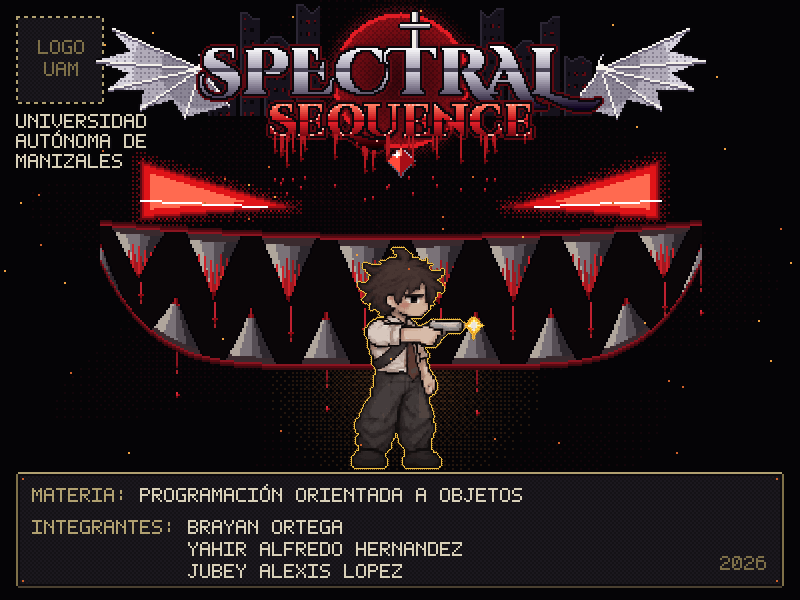 LOGO
UAM
SPECTRAL
SEQUENCE
UNIVERSIDAD
AUTÓNOMA DE
MANIZALES
MATERIA: PROGRAMACIÓN ORIENTADA A OBJETOS
INTEGRANTES: BRAYAN ORTEGA
YAHIR ALFREDO HERNANDEZ
JUBEY ALEXIS LOPEZ
2026